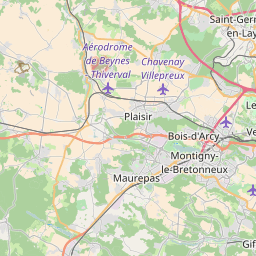 Saint-Germ
en-Lay
Aérodrome
de Beynes
- Thiverval
Chavenay
Villepreux
Plaisir
Bois-d'Arcy
Ve
Montigny-
le-Bretonneux
Maurepas
Gif